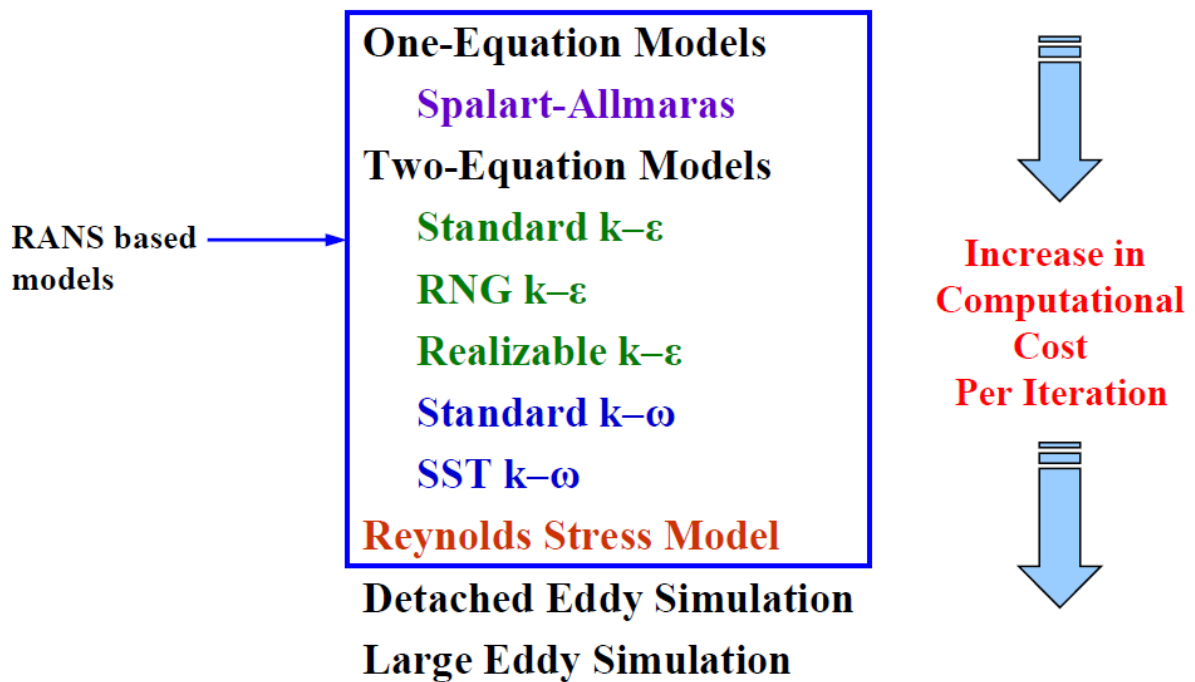 One-Equation Models
Spalart-Allmaras
Two-Equation Models
Standard k–ε
RNG k–ε
Realizable k–ε
Standard k–ω
SST k–ω
Reynolds Stress Model
Detached Eddy Simulation
Large Eddy Simulation
RANS based
models
Increase in
Computational
Cost
Per Iteration